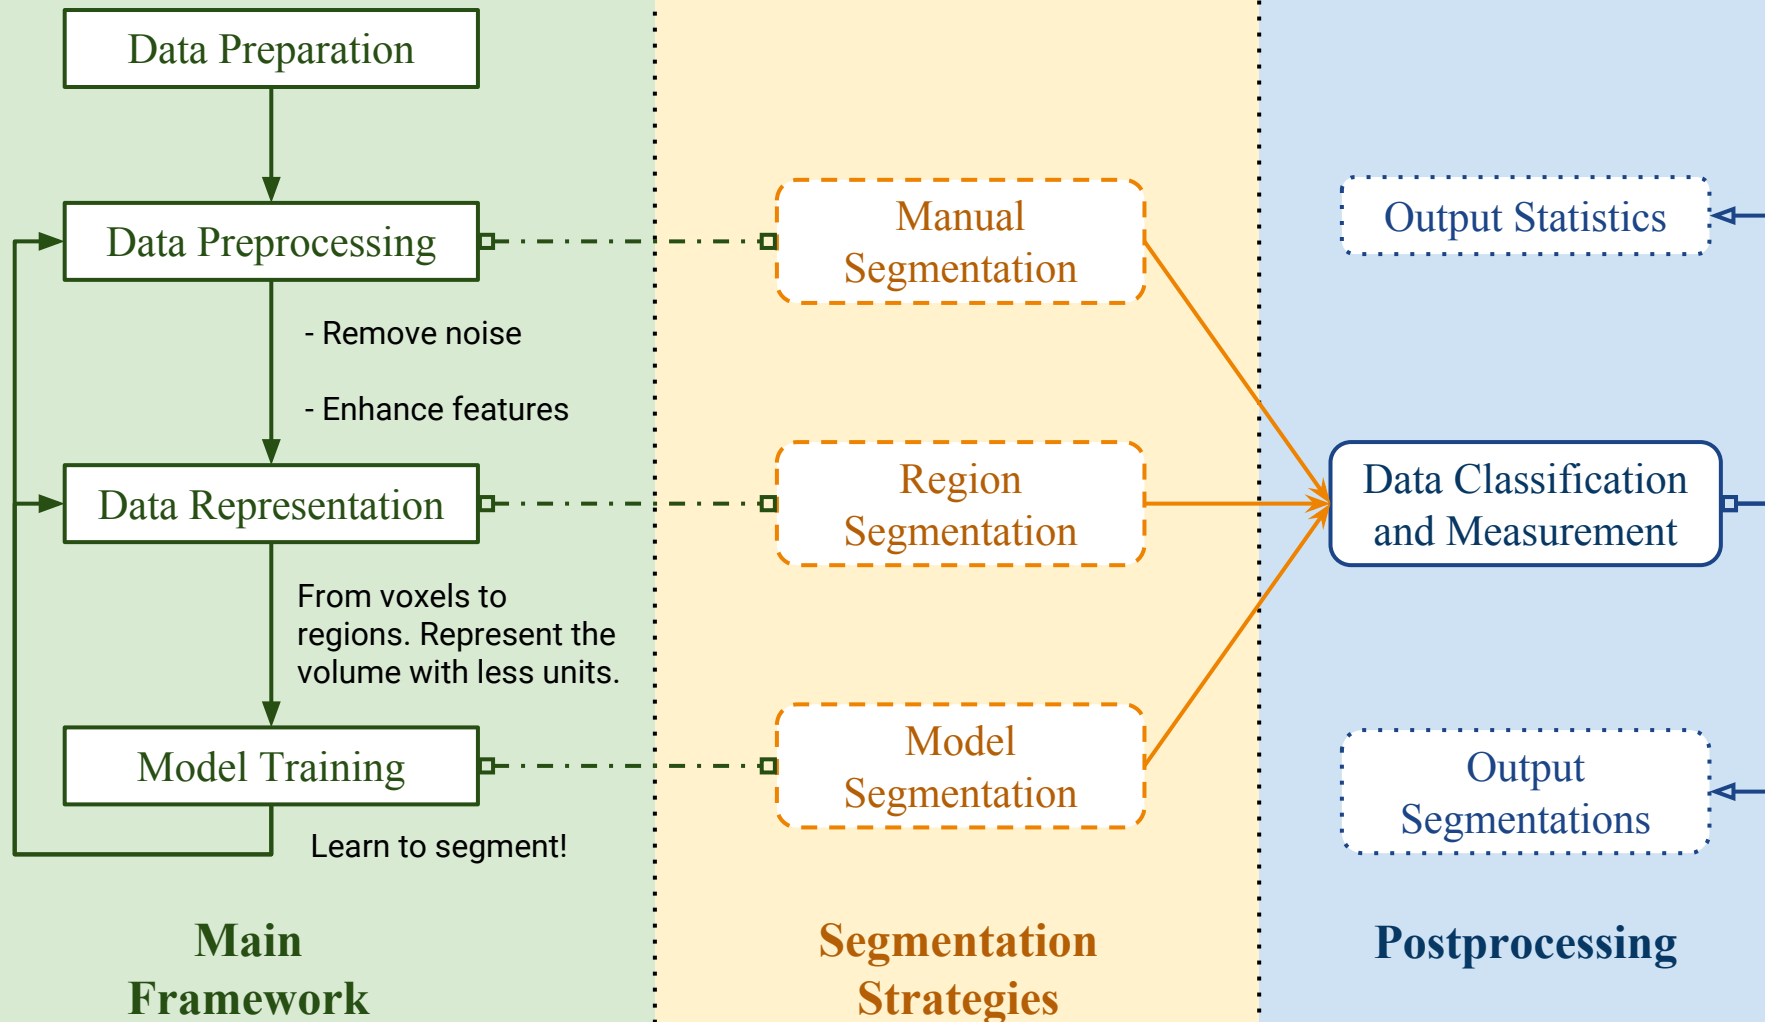 Data Preparation
Data Preprocessing
- Remove noise
- Enhance features
Data Representation
From voxels to
regions. Represent the
volume with less units.
Model Training
Learn to segment!
Main
Framework
Manual
Segmentation
Region
Segmentation
Model
Segmentation
Segmentation
Strategies
Output Statistics
Data Classification
and Measurement
Output
Segmentations
Postprocessing